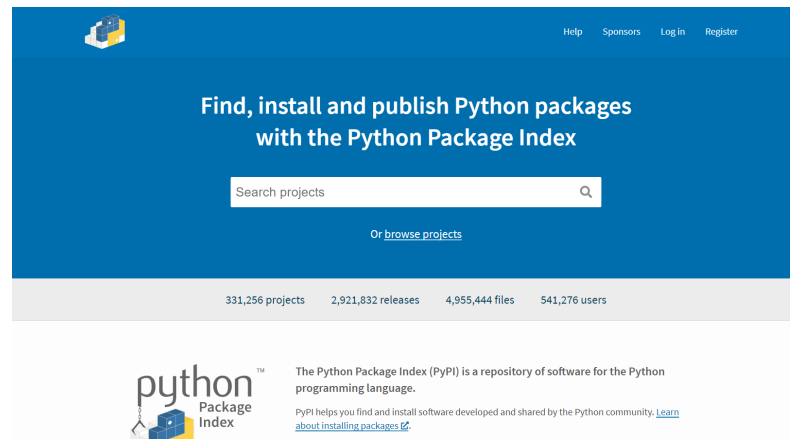 Help Sponsors Log in Register
Find, install and publish Python packages
with the Python Package Index
Search projects
Or browse projects
331,256 projects 2,921,832 releases 4,955,444 files 541,276 users
python™
Package
Index
The Python Package Index (PyPI) is a repository of software for the Python
programming language.
PyPI helps you find and install software developed and shared by the Python community. Learn
about installing packages.